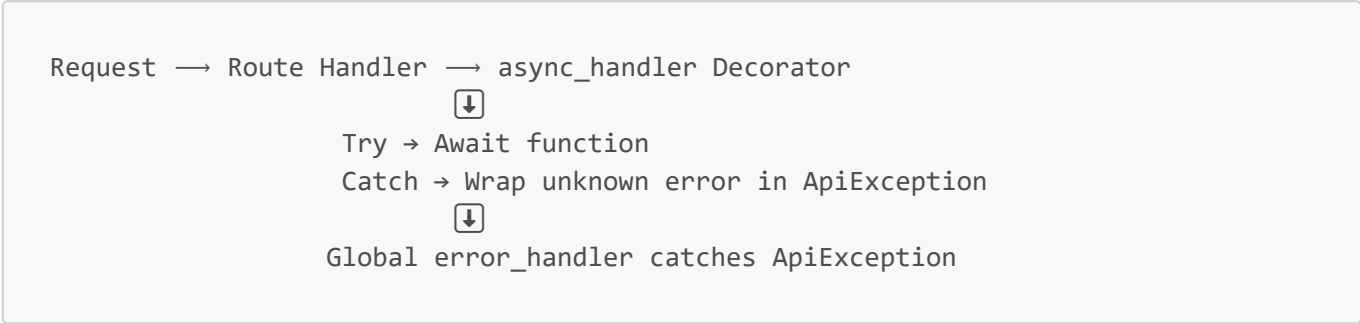 Request ⟶ Route Handler ⟶ async_handler Decorator
⬇
Try → Await function
Catch → Wrap unknown error in ApiException
⬇
Global error_handler catches ApiException